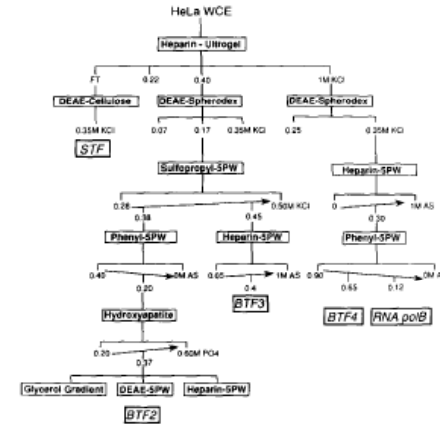 HeLa WCE
Heparin - Ultrogel
FT 0.22 0.40 1M KCl
DEAE-Cellulose DEAE-Spherodex DEAE-Spherodex
0.35M KCl 0.07 0.17 0.35M KCl 0.25 0.35M KCl
STF
Sulfopropyl-5PW Heparin-5PW
0.28 0.38 0.45 0.50M KCl 0 0.30 1M AS
Phenyl-5PW Heparin-5PW Phenyl-5PW
0.40 0.20 0M AS 0.05 0.4 1M AS 0.90 0.65 0.12 0M AS
BTF3 BTF4 RNA polB
Hydroxyapatite
0.20 0.37 0.60M PO4
Glycerol Gradient DEAE-5PW Heparin-5PW
BTF2